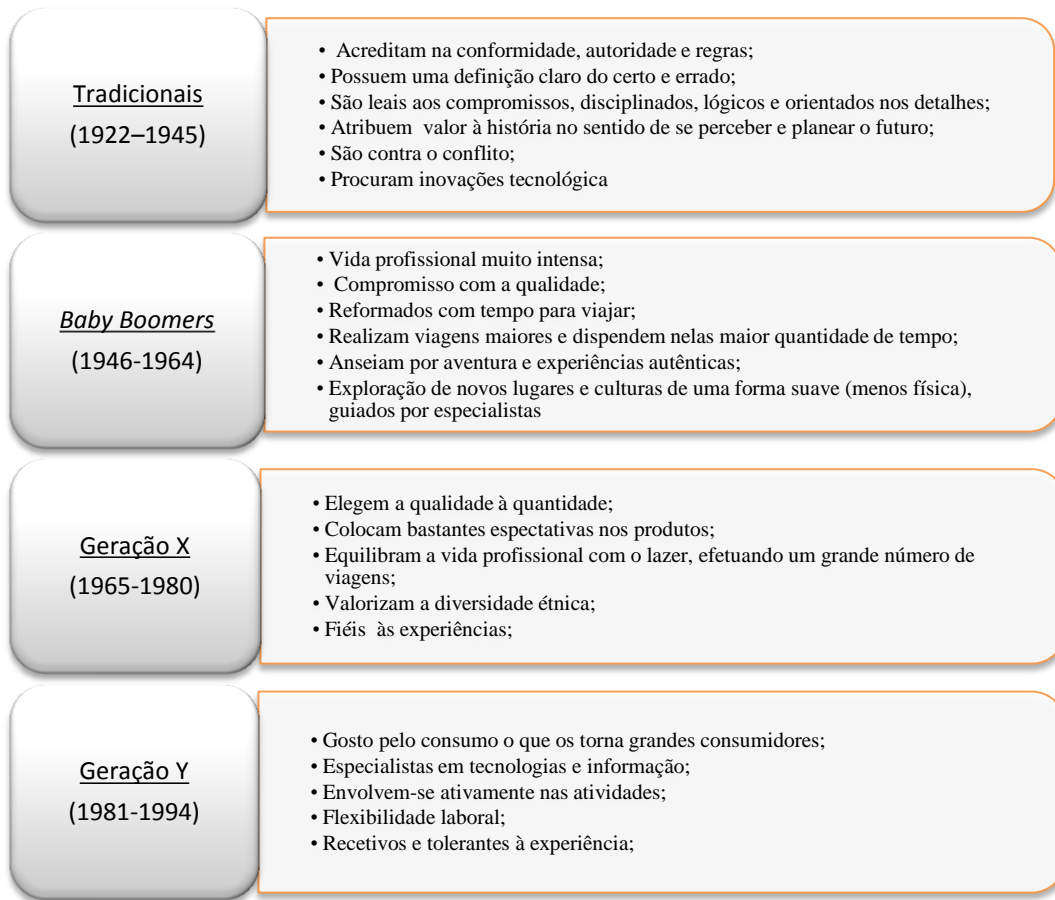 Tradicionais
(1922–1945)
• Acreditam na conformidade, autoridade e regras;
• Possuem uma definição claro do certo e errado;
• São leais aos compromissos, disciplinados, lógicos e orientados nos detalhes;
• Atribuem valor à história no sentido de se perceber e planear o futuro;
• São contra o conflito;
• Procuram inovações tecnológica
Baby Boomers
(1946-1964)
• Vida profissional muito intensa;
• Compromisso com a qualidade;
• Reformados com tempo para viajar;
• Realizam viagens maiores e dispendem nelas maior quantidade de tempo;
• Anseiam por aventura e experiências autênticas;
• Exploração de novos lugares e culturas de uma forma suave (menos física),
guiados por especialistas
Geração X
(1965-1980)
• Elegem a qualidade à quantidade;
• Colocam bastantes espectativas nos produtos;
• Equilibram a vida profissional com o lazer, efetuando um grande número de
viagens;
• Valorizam a diversidade étnica;
• Fiéis às experiências;
Geração Y
(1981-1994)
• Gosto pelo consumo o que os torna grandes consumidores;
• Especialistas em tecnologias e informação;
• Envolvem-se ativamente nas atividades;
• Flexibilidade laboral;
• Recetivos e tolerantes à experiência;